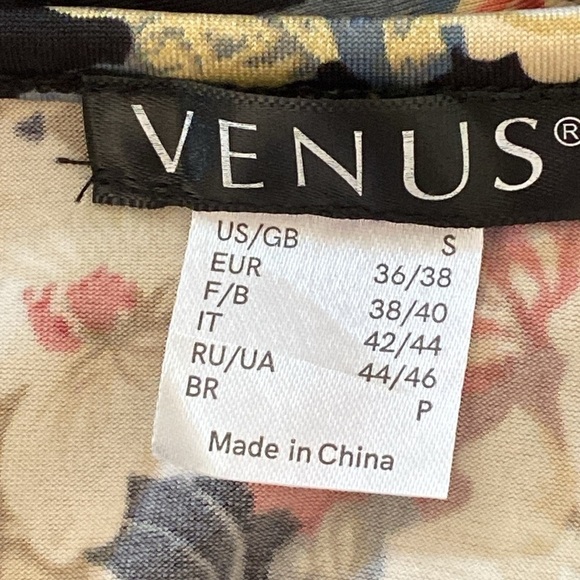 VENUS®
US/GB S
EUR 36/38
F/B 38/40
IT 42/44
RU/UA 44/46
BR P
Made in China